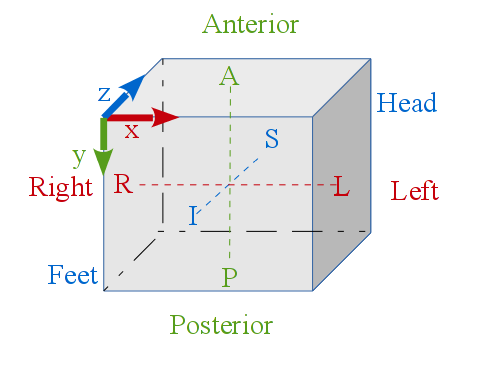 Anterior
A
z
Head
x
S
y
Right
R
L
Left
I
Feet
P
Posterior